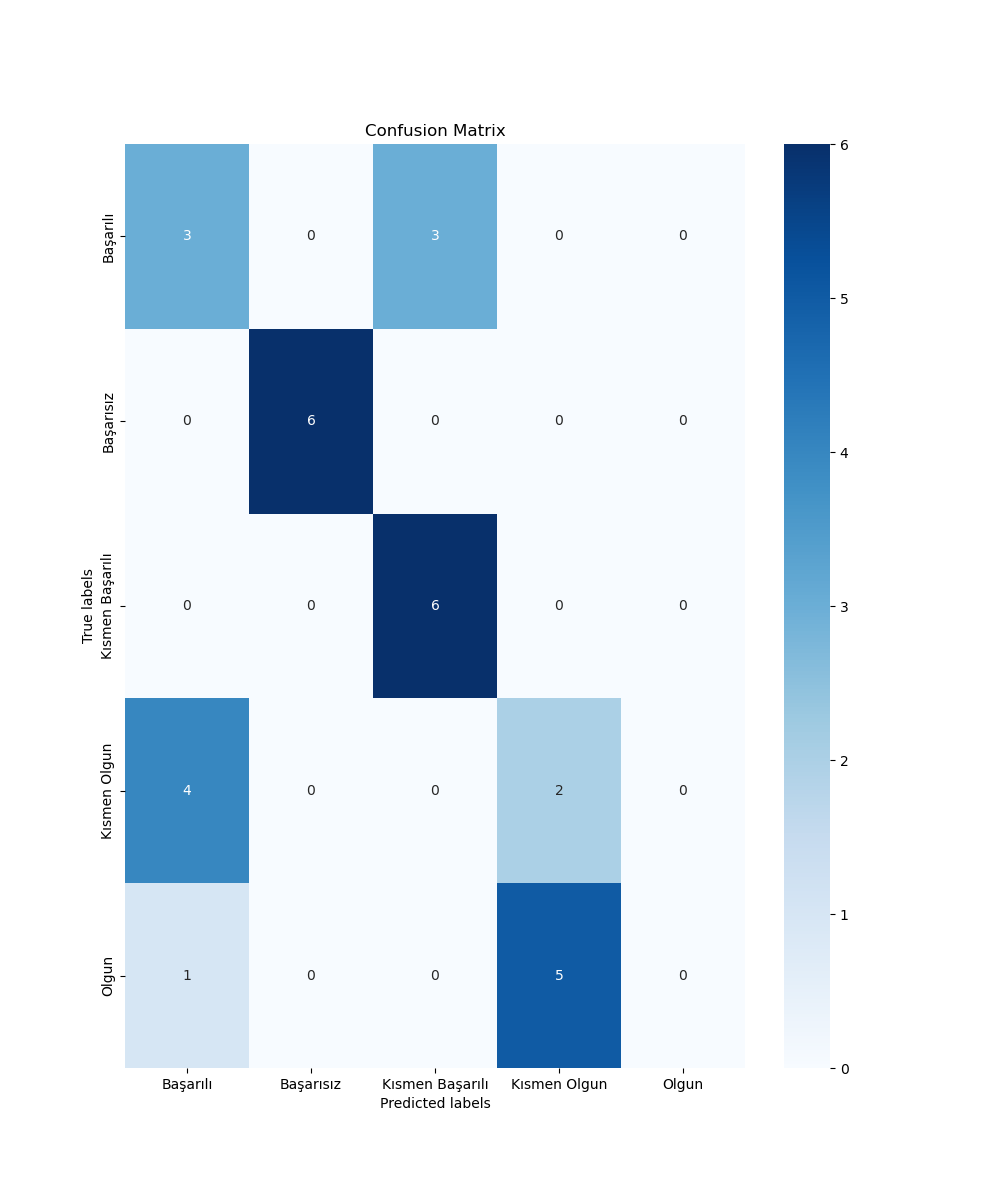 Confusion Matrix
True labels
Başarılı
3 0 3 0 0
Başarısız
0 6 0 0 0
Kısmen Başarılı
0 0 6 0 0
Kısmen Olgun
4 0 0 2 0
Olgun
1 0 0 5 0
Başarılı Başarısız Kısmen Başarılı Kısmen Olgun Olgun
Predicted labels
6
5
4
3
2
1
0